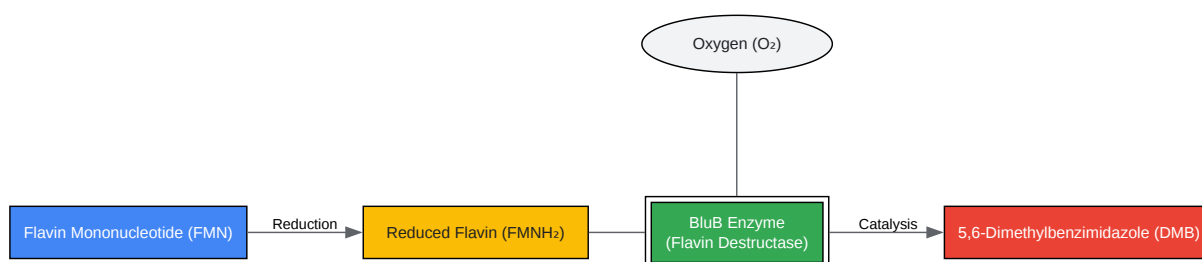 Oxygen (O₂)
Flavin Mononucleotide (FMN)
Reduction
Reduced Flavin (FMNH₂)
BluB Enzyme
(Flavin Destructase)
Catalysis
5,6-Dimethylbenzimidazole (DMB)